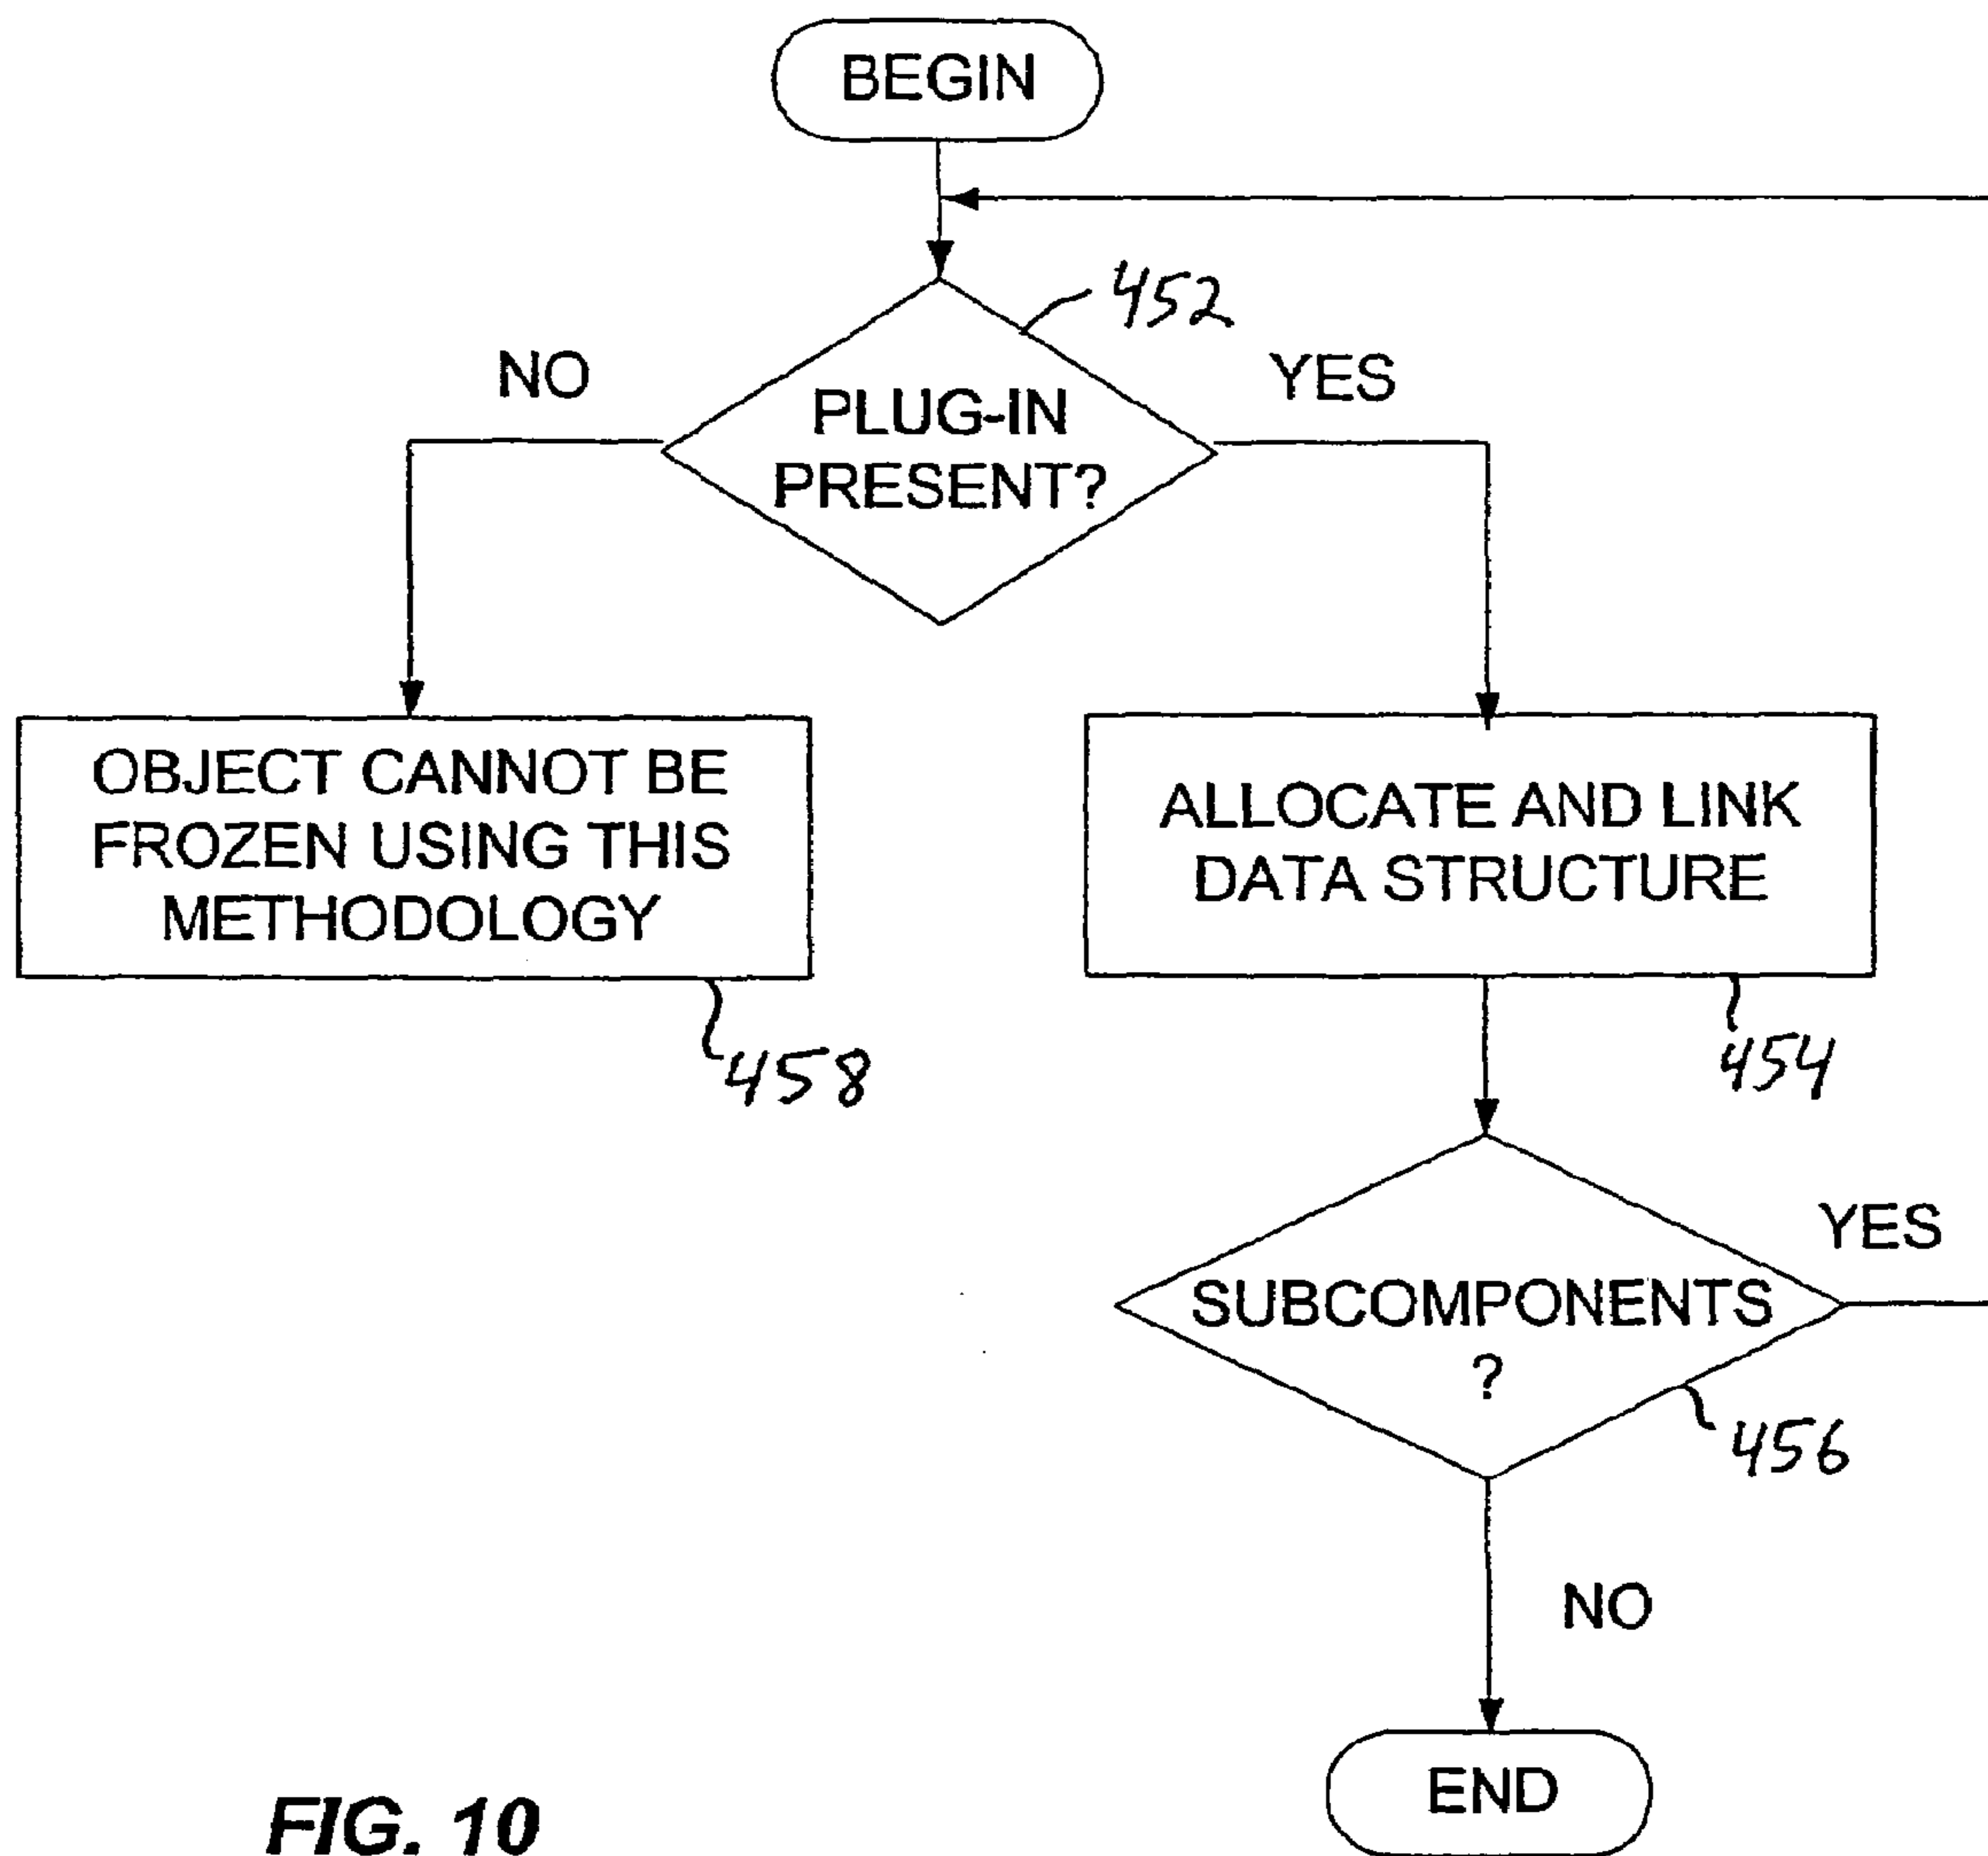 BEGIN
452
NO
YES
PLUG-IN
PRESENT?
OBJECT CANNOT BE
FROZEN USING THIS
METHODOLOGY
458
ALLOCATE AND LINK
DATA STRUCTURE
454
YES
SUBCOMPONENTS
?
456
NO
END
FIG. 10